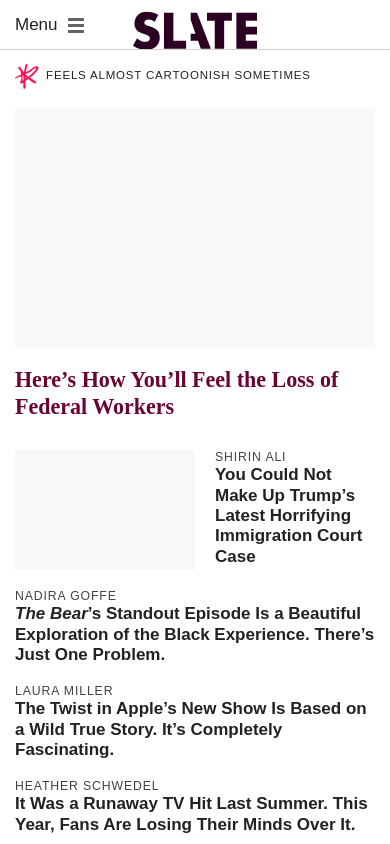 Menu
SLATE
FEELS ALMOST CARTOONISH SOMETIMES
Here’s How You’ll Feel the Loss of
Federal Workers
SHIRIN ALI
You Could Not
Make Up Trump’s
Latest Horrifying
Immigration Court
Case
NADIRA GOFFE
The Bear’s Standout Episode Is a Beautiful
Exploration of the Black Experience. There’s
Just One Problem.
LAURA MILLER
The Twist in Apple’s New Show Is Based on
a Wild True Story. It’s Completely
Fascinating.
HEATHER SCHWEDEL
It Was a Runaway TV Hit Last Summer. This
Year, Fans Are Losing Their Minds Over It.